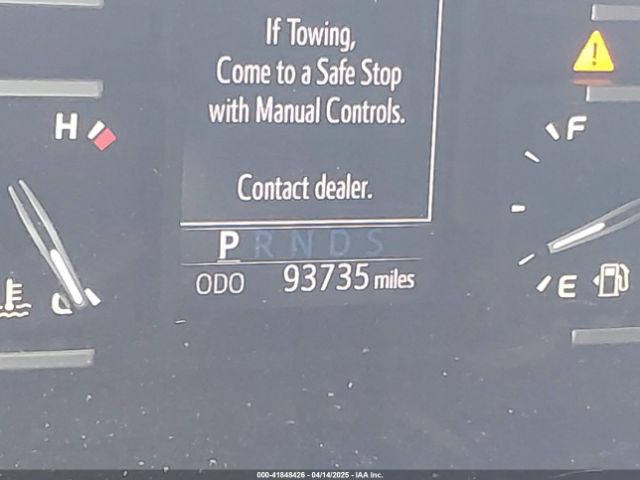 If Towing,
Come to a Safe Stop
with Manual Controls.
Contact dealer.
H
F
C
E
P R N D S
ODO 93735 miles
000-41848426 - 04/14/2025 - IAA Inc.